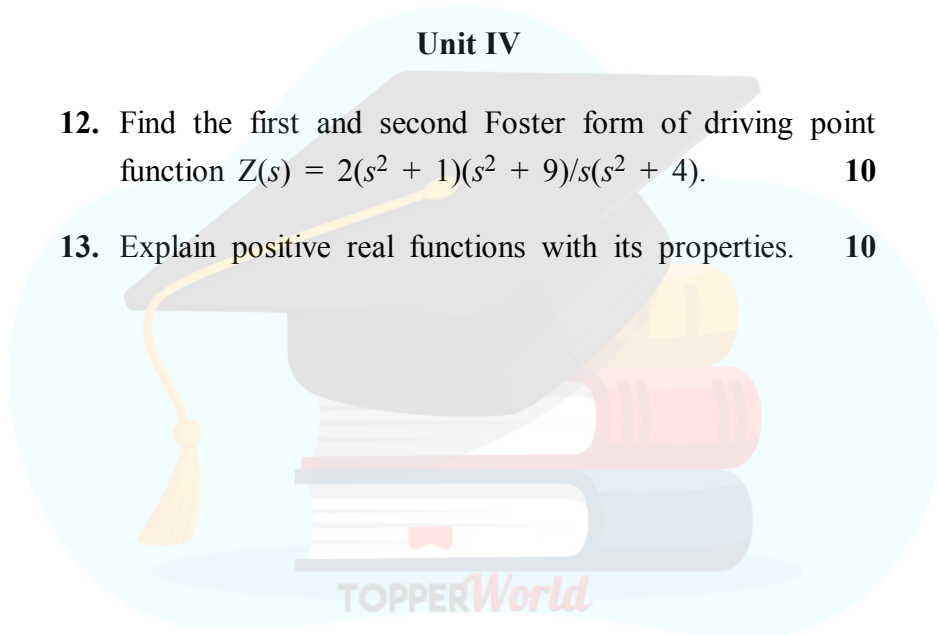 Unit IV
12. Find the first and second Foster form of driving point
function Z(s) = 2(s² + 1)(s² + 9)/s(s² + 4). 10
13. Explain positive real functions with its properties. 10
TOPPERWorld